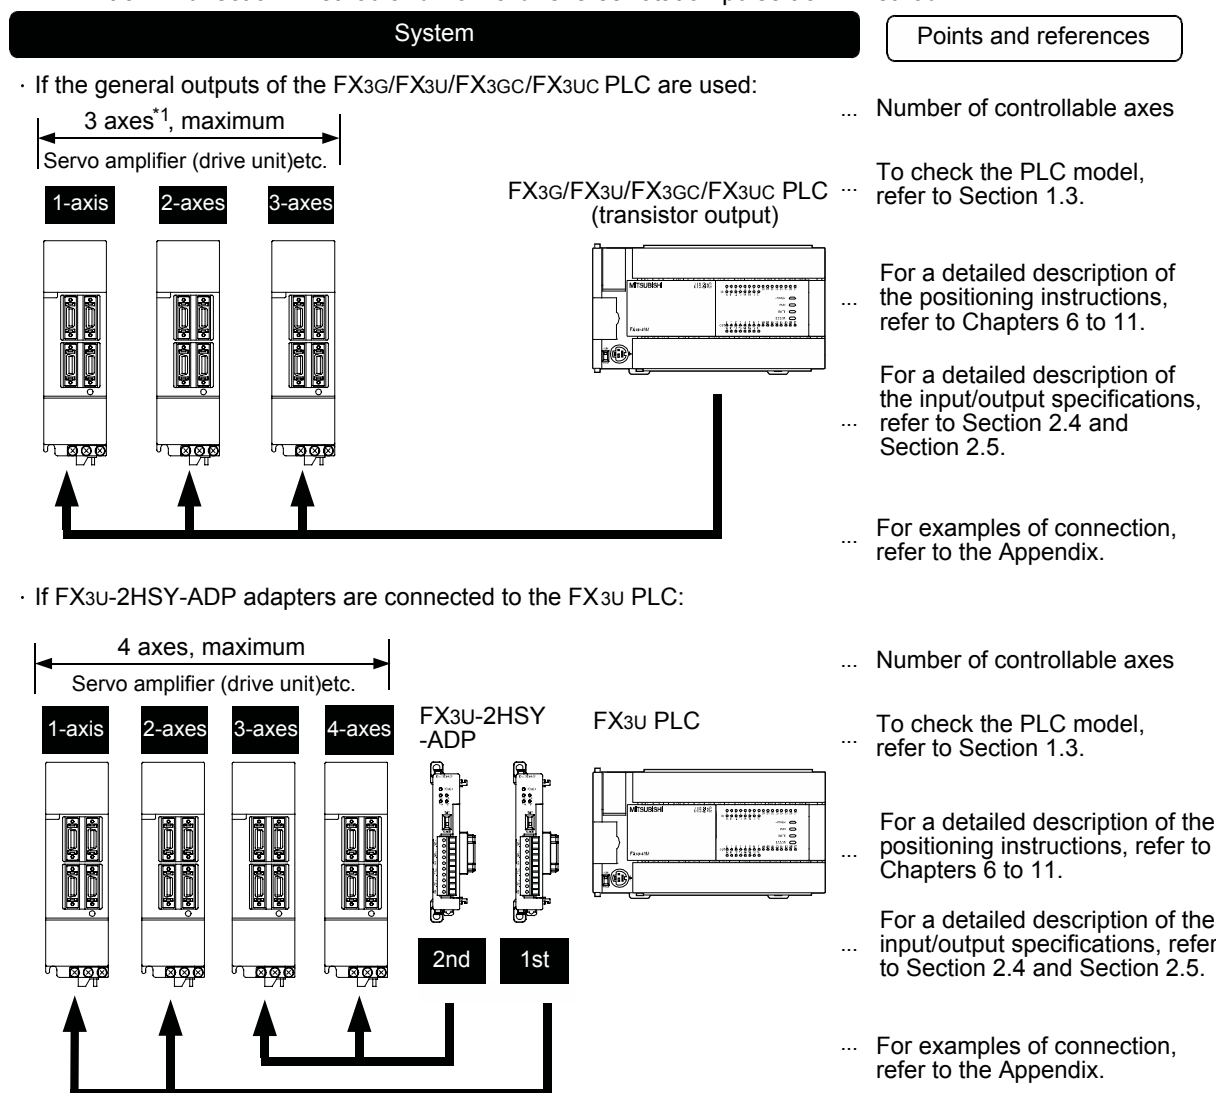 System
Points and references
· If the general outputs of the FX3G/FX3U/FX3GC/FX3UC PLC are used:
3 axes*1, maximum
Servo amplifier (drive unit)etc.
1-axis
2-axes
3-axes
FX3G/FX3U/FX3GC/FX3UC PLC
(transistor output)
MITSUBISHI
... Number of controllable axes
... To check the PLC model,
refer to Section 1.3.
... For a detailed description of
the positioning instructions,
refer to Chapters 6 to 11.
... For a detailed description of
the input/output specifications,
refer to Section 2.4 and
Section 2.5.
... For examples of connection,
refer to the Appendix.
· If FX3U-2HSY-ADP adapters are connected to the FX3U PLC:
4 axes, maximum
Servo amplifier (drive unit)etc.
1-axis
2-axes
3-axes
4-axes
FX3U-2HSY
-ADP
FX3U PLC
MITSUBISHI
2nd
1st
... Number of controllable axes
... To check the PLC model,
refer to Section 1.3.
... For a detailed description of the
positioning instructions, refer to
Chapters 6 to 11.
... For a detailed description of the
input/output specifications, refer
to Section 2.4 and Section 2.5.
... For examples of connection,
refer to the Appendix.